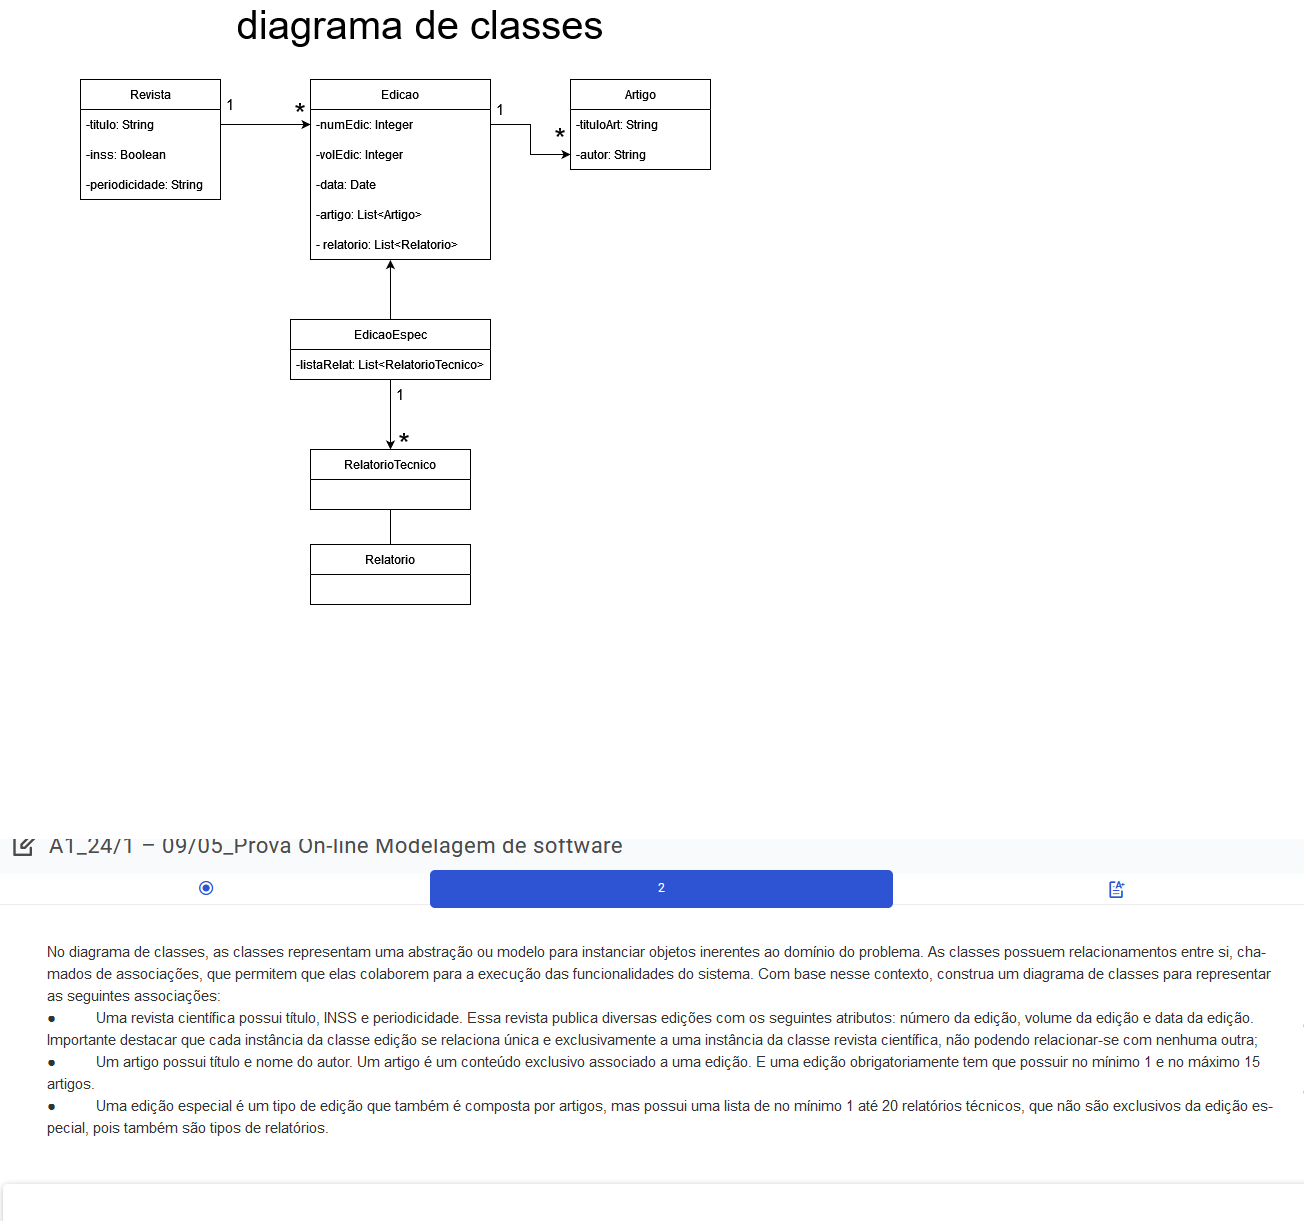 diagrama de classes
Revista
-titulo: String
-inss: Boolean
-periodicidade: String
1
*
Edicao
-numEdic: Integer
-volEdic: Integer
-data: Date
-artigo: List<Artigo>
- relatorio: List<Relatorio>
1
*
Artigo
-tituloArt: String
-autor: String
EdicaoEspec
-listaRelat: List<RelatorioTecnico>
1
*
RelatorioTecnico
Relatorio
A1_24/1 – 09/05_Prova On-line Modelagem de software
2
No diagrama de classes, as classes representam uma abstração ou modelo para instanciar objetos inerentes ao domínio do problema. As classes possuem relacionamentos entre si, cha-
mados de associações, que permitem que elas colaborem para a execução das funcionalidades do sistema. Com base nesse contexto, construa um diagrama de classes para representar
as seguintes associações:
● Uma revista científica possui título, INSS e periodicidade. Essa revista publica diversas edições com os seguintes atributos: número da edição, volume da edição e data da edição.
Importante destacar que cada instância da classe edição se relaciona única e exclusivamente a uma instância da classe revista científica, não podendo relacionar-se com nenhuma outra;
● Um artigo possui título e nome do autor. Um artigo é um conteúdo exclusivo associado a uma edição. E uma edição obrigatoriamente tem que possuir no mínimo 1 e no máximo 15
artigos.
● Uma edição especial é um tipo de edição que também é composta por artigos, mas possui uma lista de no mínimo 1 até 20 relatórios técnicos, que não são exclusivos da edição es-
pecial, pois também são tipos de relatórios.